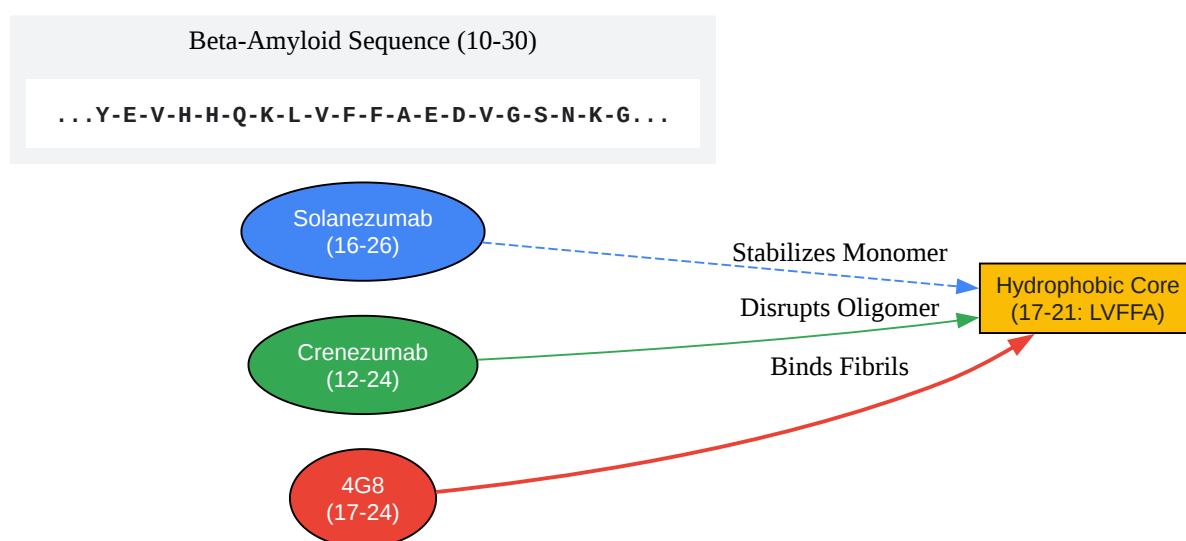 Beta-Amyloid Sequence (10-30)
...Y-E-V-H-H-Q-K-L-V-F-F-A-E-D-V-G-S-N-K-G...
Solanezumab
(16-26)
Stabilizes Monomer
Hydrophobic Core
(17-21: LVFFA)
Disrupts Oligomer
Crenezumab
(12-24)
Binds Fibrils
4G8
(17-24)